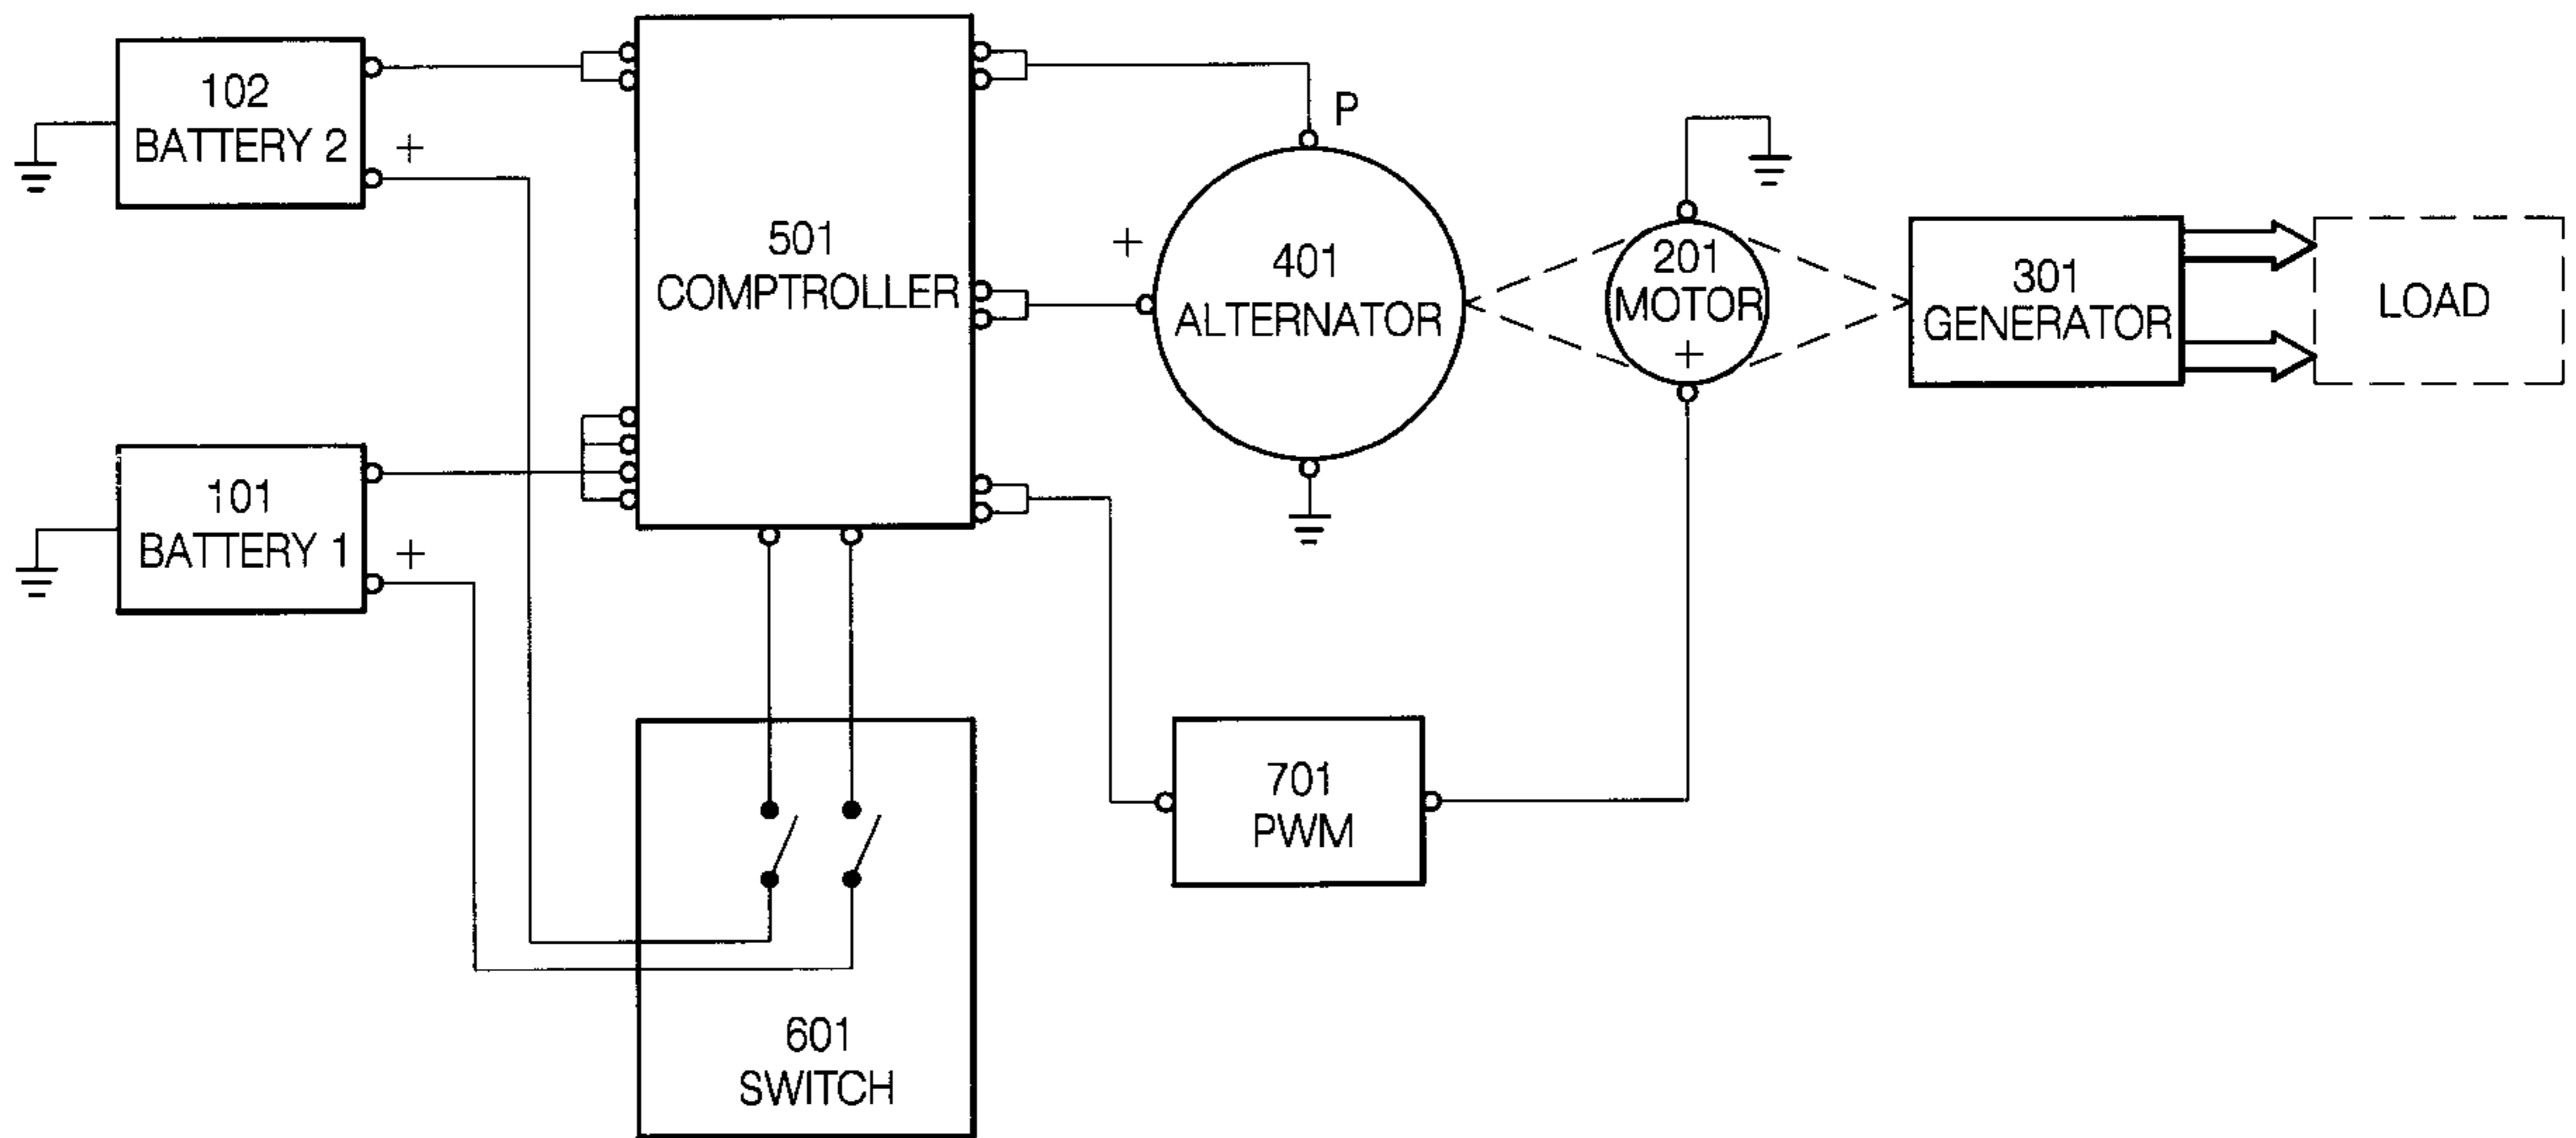 102
BATTERY 2
+
101
BATTERY 1
+
501
COMPTROLLER
601
SWITCH
P
+
401
ALTERNATOR
201
MOTOR
+
301
GENERATOR
LOAD
701
PWM